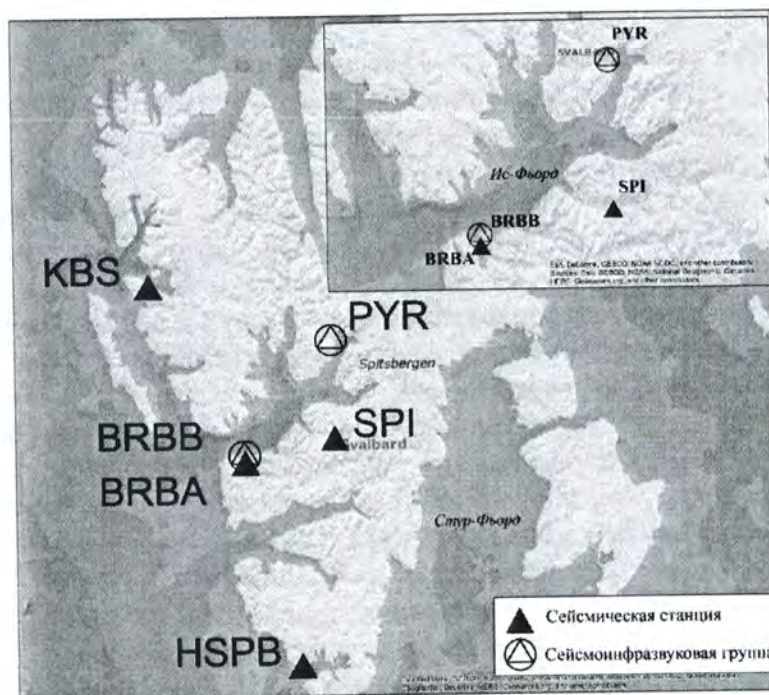 PYR
SVALB
Ис-Фьорд
SPI
BRBB
BRBA
KBS
PYR
Spitsbergen
BRBB
SPI
Svalbard
BRBA
Стур-Фьорд
HSPB
Сейсмическая станция
Сейсмоинфразвуковая группа